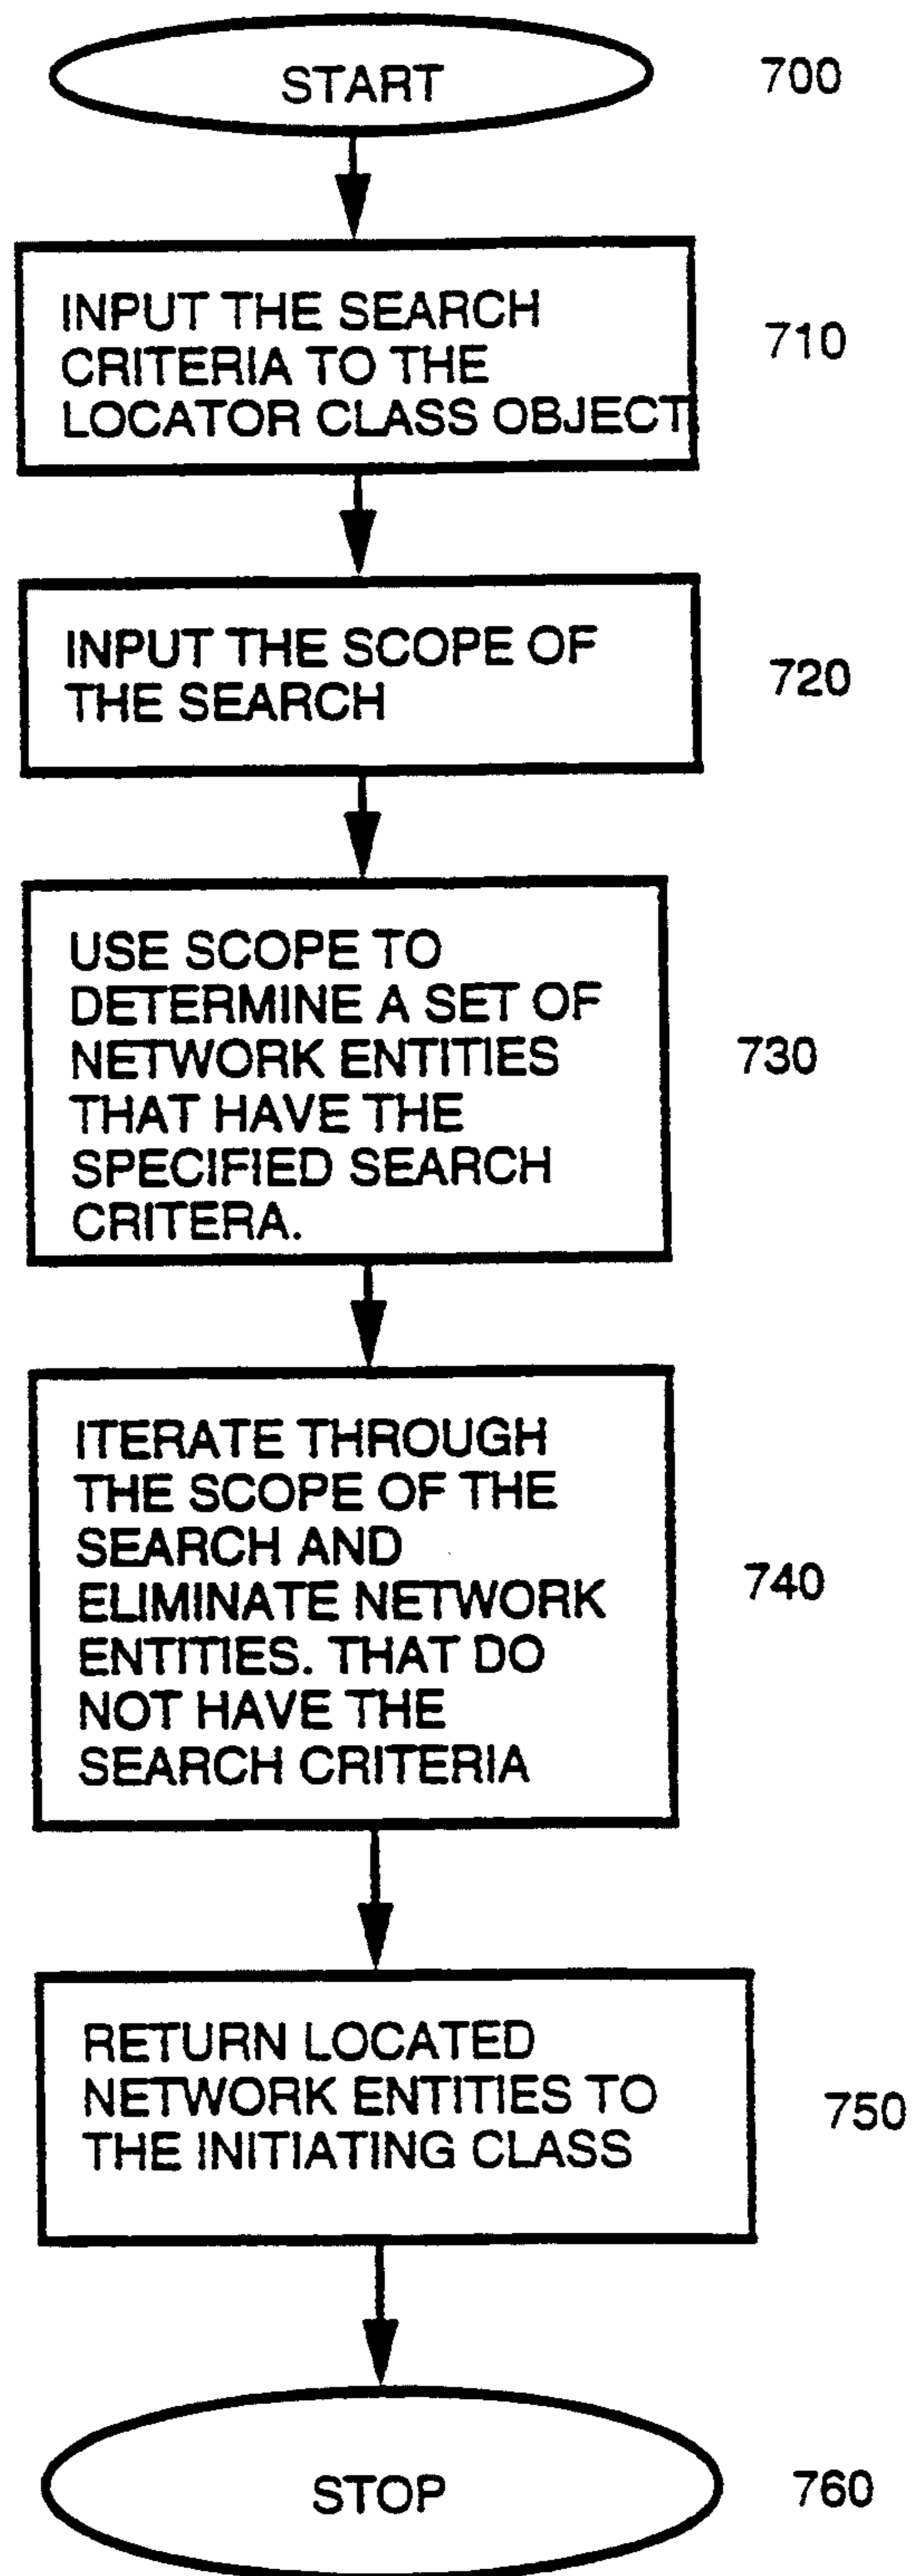 START
700
INPUT THE SEARCH
CRITERIA TO THE
LOCATOR CLASS OBJECT
710
INPUT THE SCOPE OF
THE SEARCH
720
USE SCOPE TO
DETERMINE A SET OF
NETWORK ENTITIES
THAT HAVE THE
SPECIFIED SEARCH
CRITERA.
730
ITERATE THROUGH
THE SCOPE OF THE
SEARCH AND
ELIMINATE NETWORK
ENTITIES. THAT DO
NOT HAVE THE
SEARCH CRITERIA
740
RETURN LOCATED
NETWORK ENTITIES TO
THE INITIATING CLASS
750
STOP
760